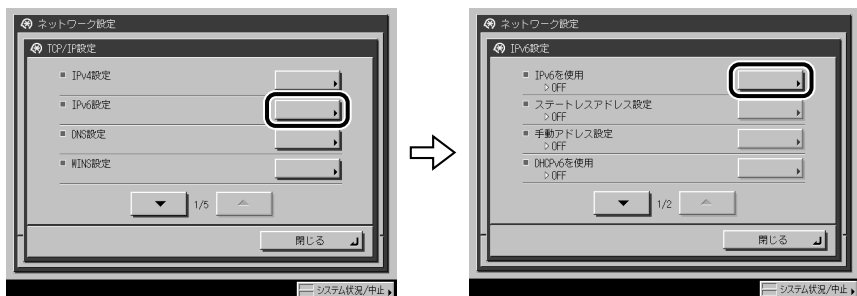 ネットワーク設定
TCP/IP設定
IPv4設定
IPv6設定
DNS設定
WINS設定
1/5
閉じる
システム状況/中止
ネットワーク設定
IPv6設定
IPv6を使用
OFF
ステートレスアドレス設定
OFF
手動アドレス設定
OFF
DHCPv6を使用
OFF
1/2
閉じる
システム状況/中止